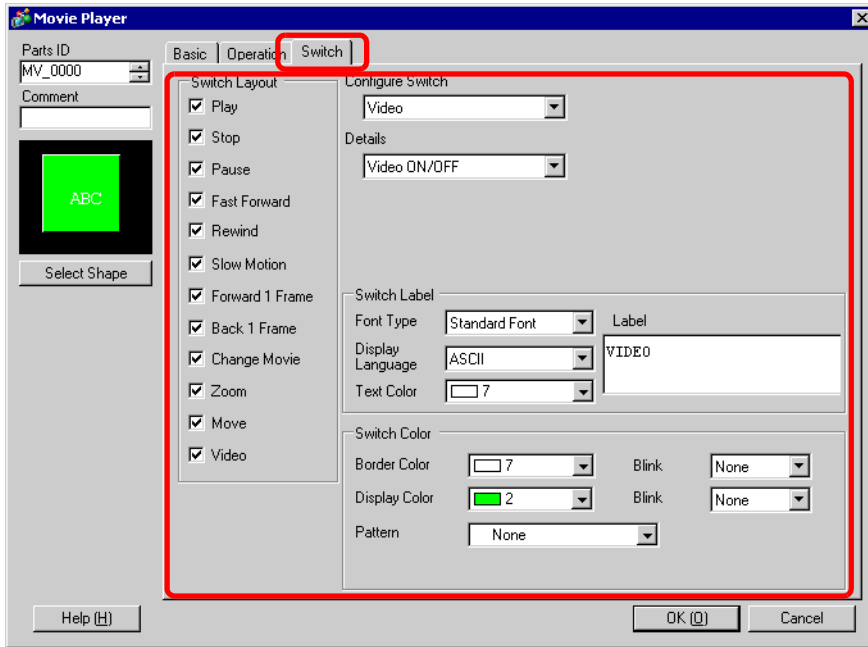 Movie Player
Parts ID
MV_0000
Comment
ABC
Select Shape
Basic Operation Switch
Switch Layout
Play
Stop
Pause
Fast Forward
Rewind
Slow Motion
Forward 1 Frame
Back 1 Frame
Change Movie
Zoom
Move
Video
Configure Switch
Video
Details
Video ON/OFF
Switch Label
Font Type Standard Font
Display Language ASCII
Text Color 7
Label
VIDEO
Switch Color
Border Color 7 Blink None
Display Color 2 Blink None
Pattern None
Help (H) OK (O) Cancel